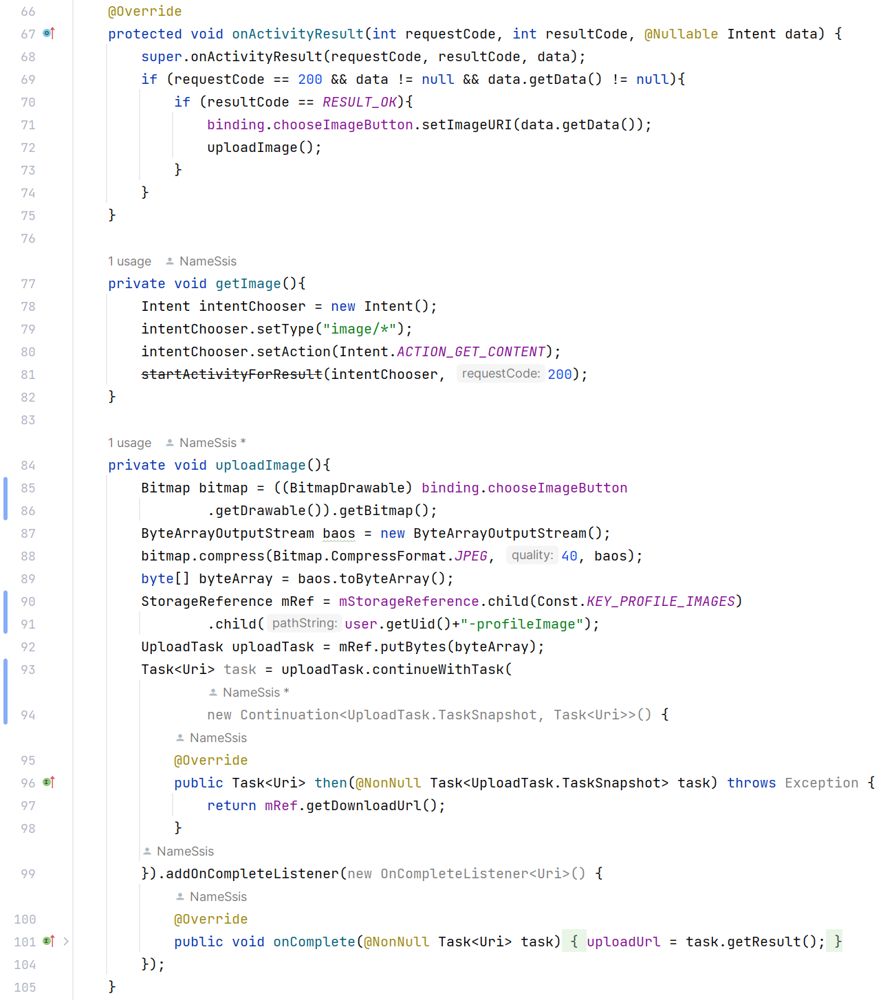 66 @Override
67 protected void onActivityResult(int requestCode, int resultCode, @Nullable Intent data) {
68 super.onActivityResult(requestCode, resultCode, data);
69 if (requestCode == 200 && data != null && data.getData() != null){
70 if (resultCode == RESULT_OK){
71 binding.chooseImageButton.setImageURI(data.getData());
72 uploadImage();
73 }
74 }
75 }
76
1 usage NameSsis
77 private void getImage(){
78 Intent intentChooser = new Intent();
79 intentChooser.setType("image/*");
80 intentChooser.setAction(Intent.ACTION_GET_CONTENT);
81 startActivityForResult(intentChooser, requestCode: 200);
82 }
83
1 usage NameSsis *
84 private void uploadImage(){
85 Bitmap bitmap = ((BitmapDrawable) binding.chooseImageButton
86 .getDrawable()).getBitmap();
87 ByteArrayOutputStream baos = new ByteArrayOutputStream();
88 bitmap.compress(Bitmap.CompressFormat.JPEG, quality: 40, baos);
89 byte[] byteArray = baos.toByteArray();
90 StorageReference mRef = mStorageReference.child(Const.KEY_PROFILE_IMAGES)
91 .child( pathString: user.getUid()+"-profileImage");
92 UploadTask uploadTask = mRef.putBytes(byteArray);
93 Task<Uri> task = uploadTask.continueWithTask(
NameSsis *
94 new Continuation<UploadTask.TaskSnapshot, Task<Uri>>() {
NameSsis
95 @Override
96 public Task<Uri> then(@NonNull Task<UploadTask.TaskSnapshot> task) throws Exception {
97 return mRef.getDownloadUrl();
98 }
NameSsis
99 }).addOnCompleteListener(new OnCompleteListener<Uri>() {
NameSsis
100 @Override
101 public void onComplete(@NonNull Task<Uri> task) { uploadUrl = task.getResult(); }
104 });
105 }